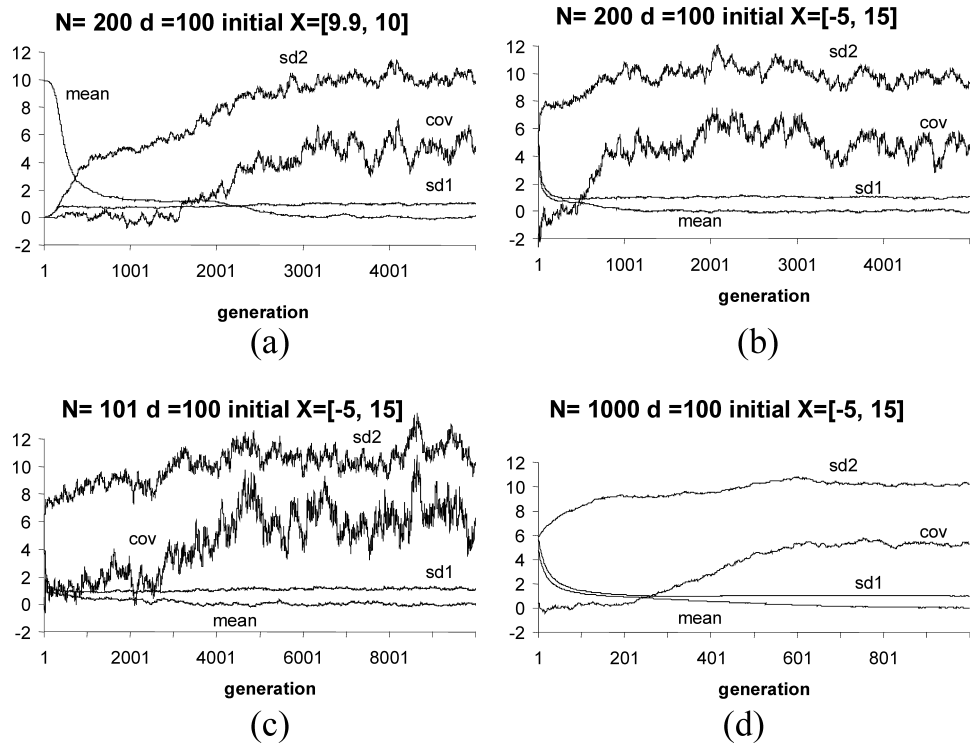 N= 200 d =100 initial X=[9.9, 10]
12
10
8
6
4
2
0
-2
mean
sd2
cov
sd1
1 1001 2001 3001 4001
generation
(a)
N= 200 d =100 initial X=[-5, 15]
12
10
8
6
4
2
0
-2
sd2
cov
sd1
mean
1 1001 2001 3001 4001
generation
(b)
N= 101 d =100 initial X=[-5, 15]
12
10
8
6
4
2
0
-2
sd2
cov
sd1
mean
1 2001 4001 6001 8001
generation
(c)
N= 1000 d =100 initial X=[-5, 15]
12
10
8
6
4
2
0
-2
sd2
cov
sd1
mean
1 201 401 601 801
generation
(d)